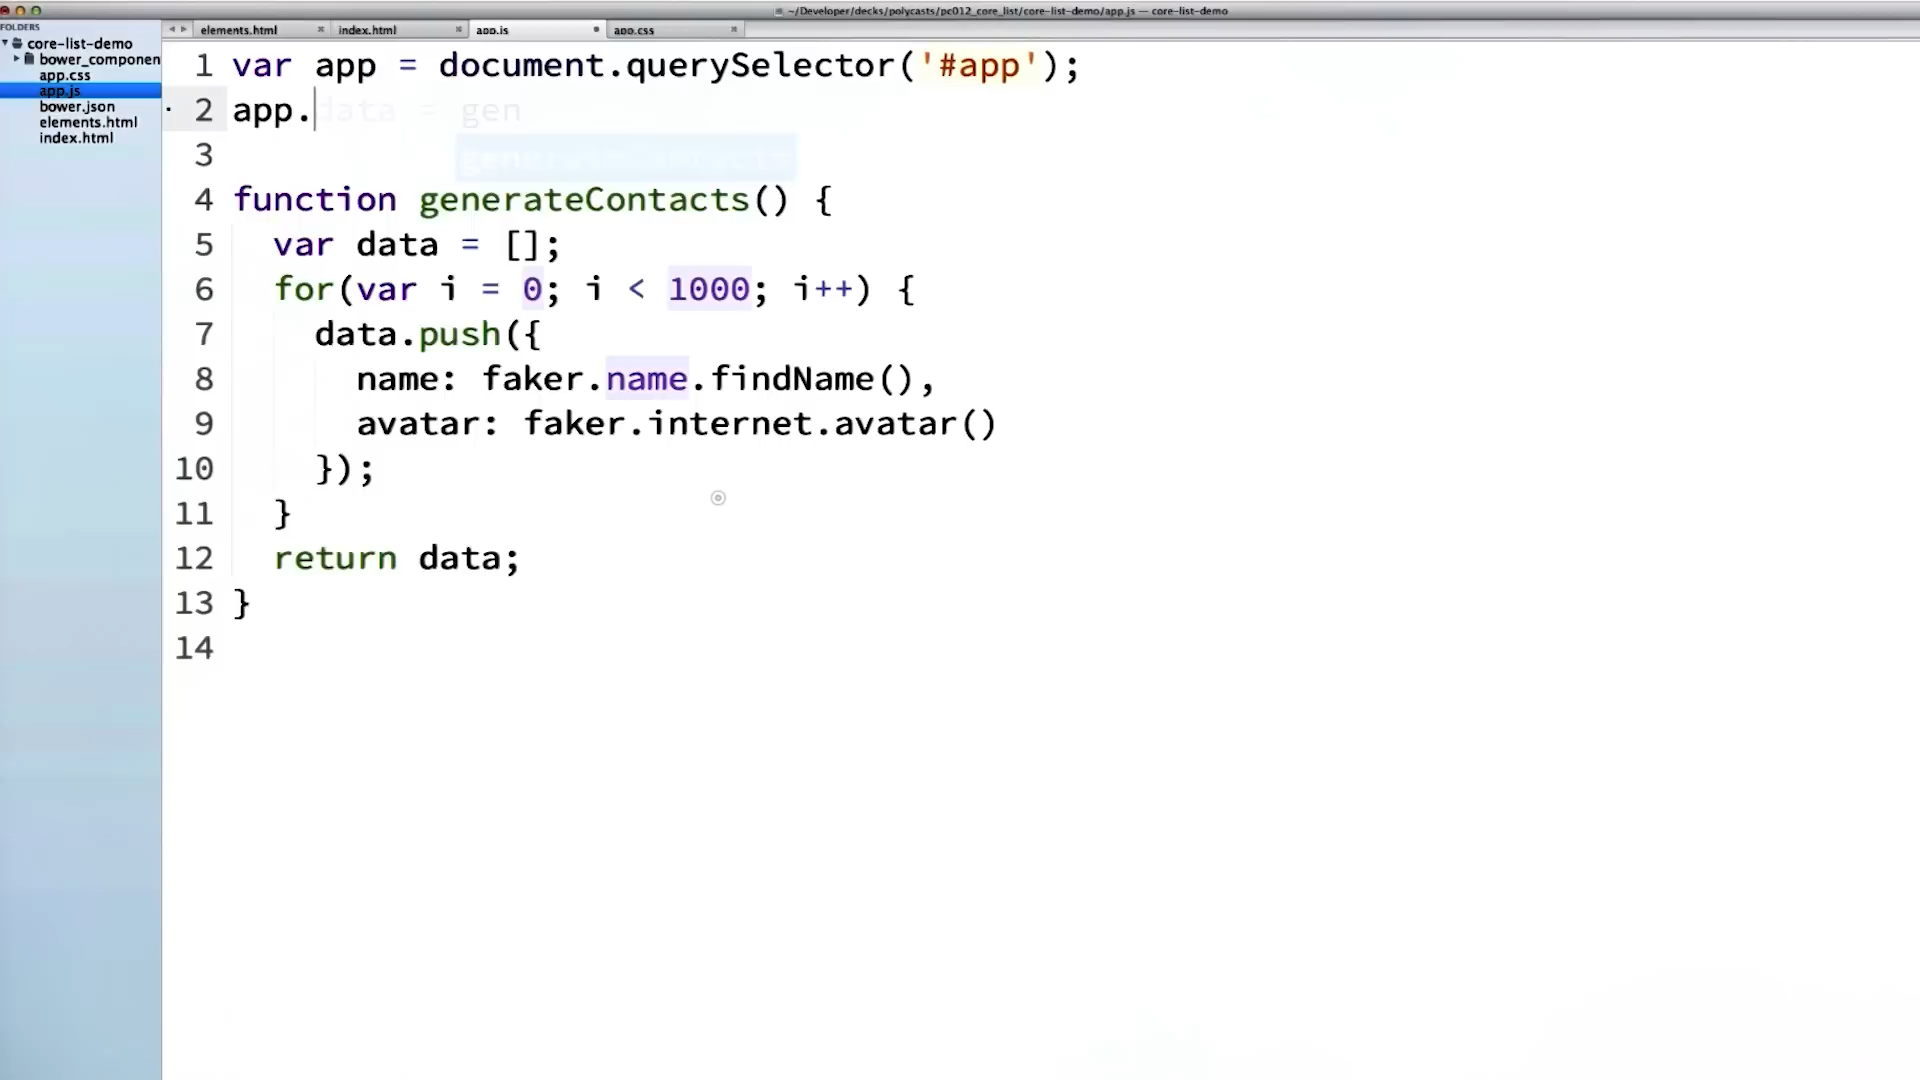 ~/Developer/decks/polycasts/pc012_core_list/core-list-demo/app.js — core-list-demo
FOLDERS
core-list-demo
bower_componen
app.css
app.js
bower.json
elements.html
index.html
elements.html
index.html
app.js
app.css
1 var app = document.querySelector('#app');
2 app.data = gen
3
4 function generateContacts() {
5 var data = [];
6 for(var i = 0; i < 1000; i++) {
7 data.push({
8 name: faker.name.findName(),
9 avatar: faker.internet.avatar()
10 });
11 }
12 return data;
13 }
14